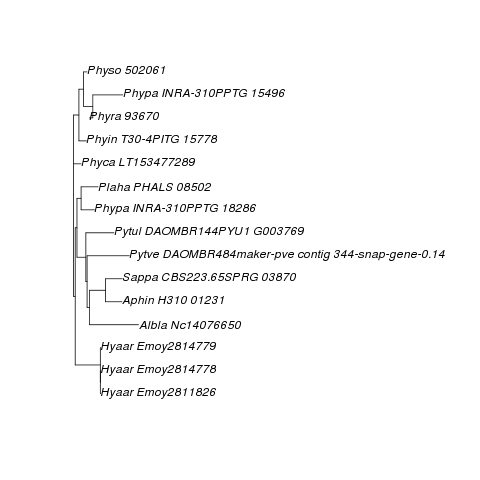 Physo 502061
Phypa INRA-310PPTG 15496
Phyra 93670
Phyin T30-4PITG 15778
Phyca LT153477289
Plaha PHALS 08502
Phypa INRA-310PPTG 18286
Pytul DAOMBR144PYU1 G003769
Pytve DAOMBR484maker-pve contig 344-snap-gene-0.14
Sappa CBS223.65SPRG 03870
Aphin H310 01231
Albla Nc14076650
Hyaar Emoy2814779
Hyaar Emoy2814778
Hyaar Emoy2811826